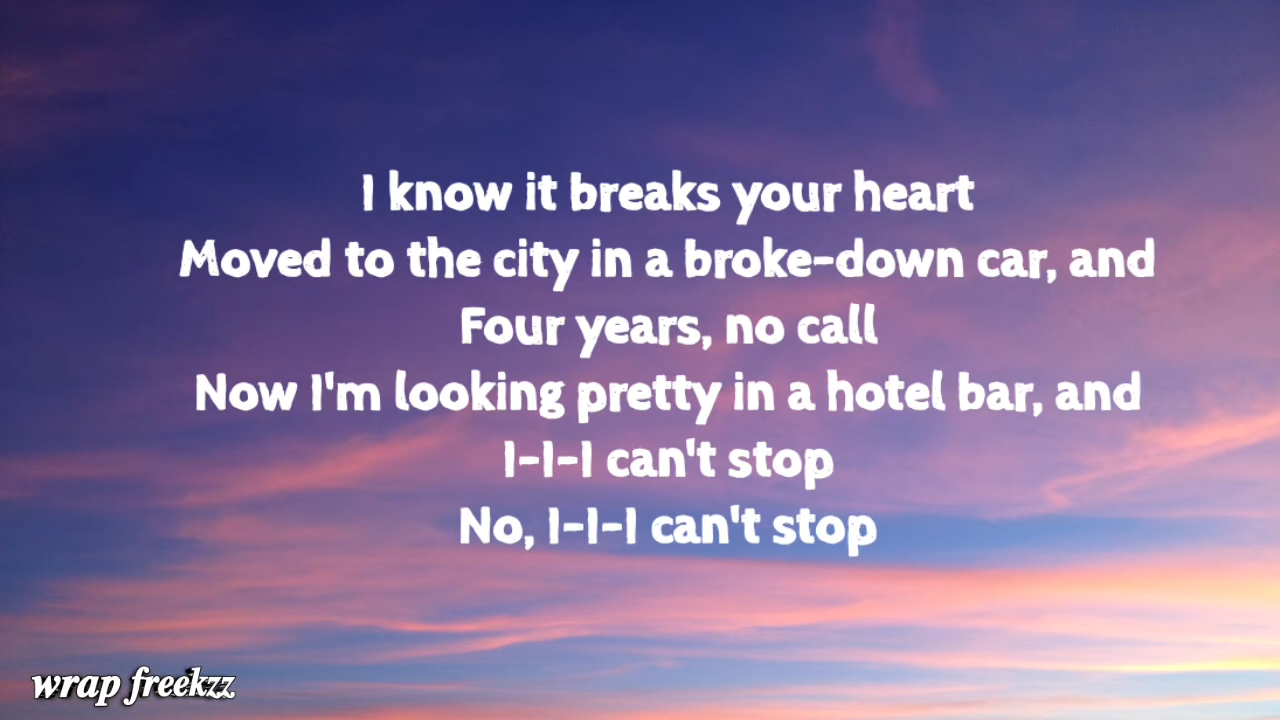 I know it breaks your heart
Moved to the city in a broke-down car, and
Four years, no call
Now I'm looking pretty in a hotel bar, and
I-I-I can't stop
No, I-I-I can't stop
wrap freekzz